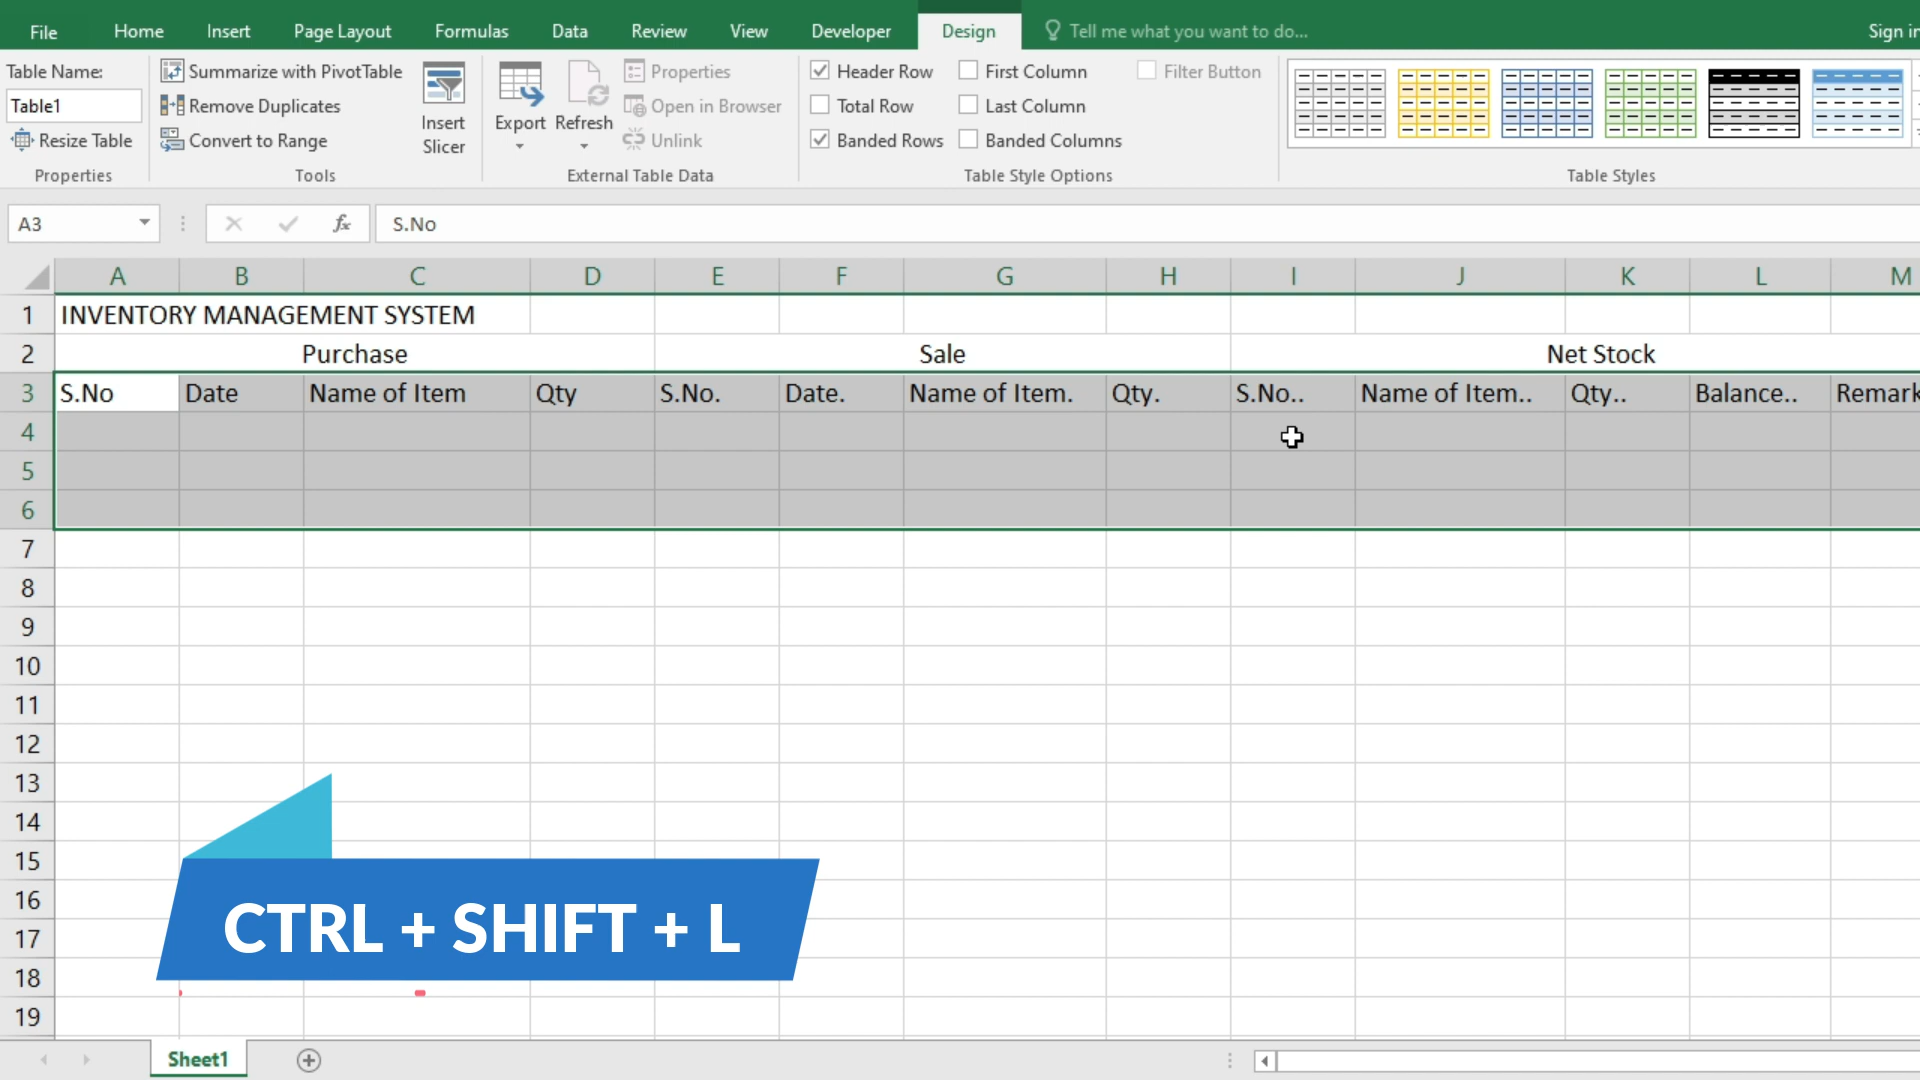 File Home Insert Page Layout Formulas Data Review View Developer Design Tell me what you want to do... Sign in
Table Name:
Table1
Resize Table
Properties
Summarize with PivotTable
Remove Duplicates
Convert to Range
Tools
Insert
Slicer
Export Refresh
Properties
Open in Browser
Unlink
External Table Data
Header Row First Column Filter Button
Total Row Last Column
Banded Rows Banded Columns
Table Style Options
Table Styles
A3 fx S.No
A B C D E F G H I J K L M
1 INVENTORY MANAGEMENT SYSTEM
2 Purchase Sale Net Stock
3 S.No Date Name of Item Qty S.No. Date. Name of Item. Qty. S.No.. Name of Item.. Qty.. Balance.. Remark
4
5
6
7
8
9
10
11
12
13
14
15
16
17
18
19
CTRL + SHIFT + L
Sheet1